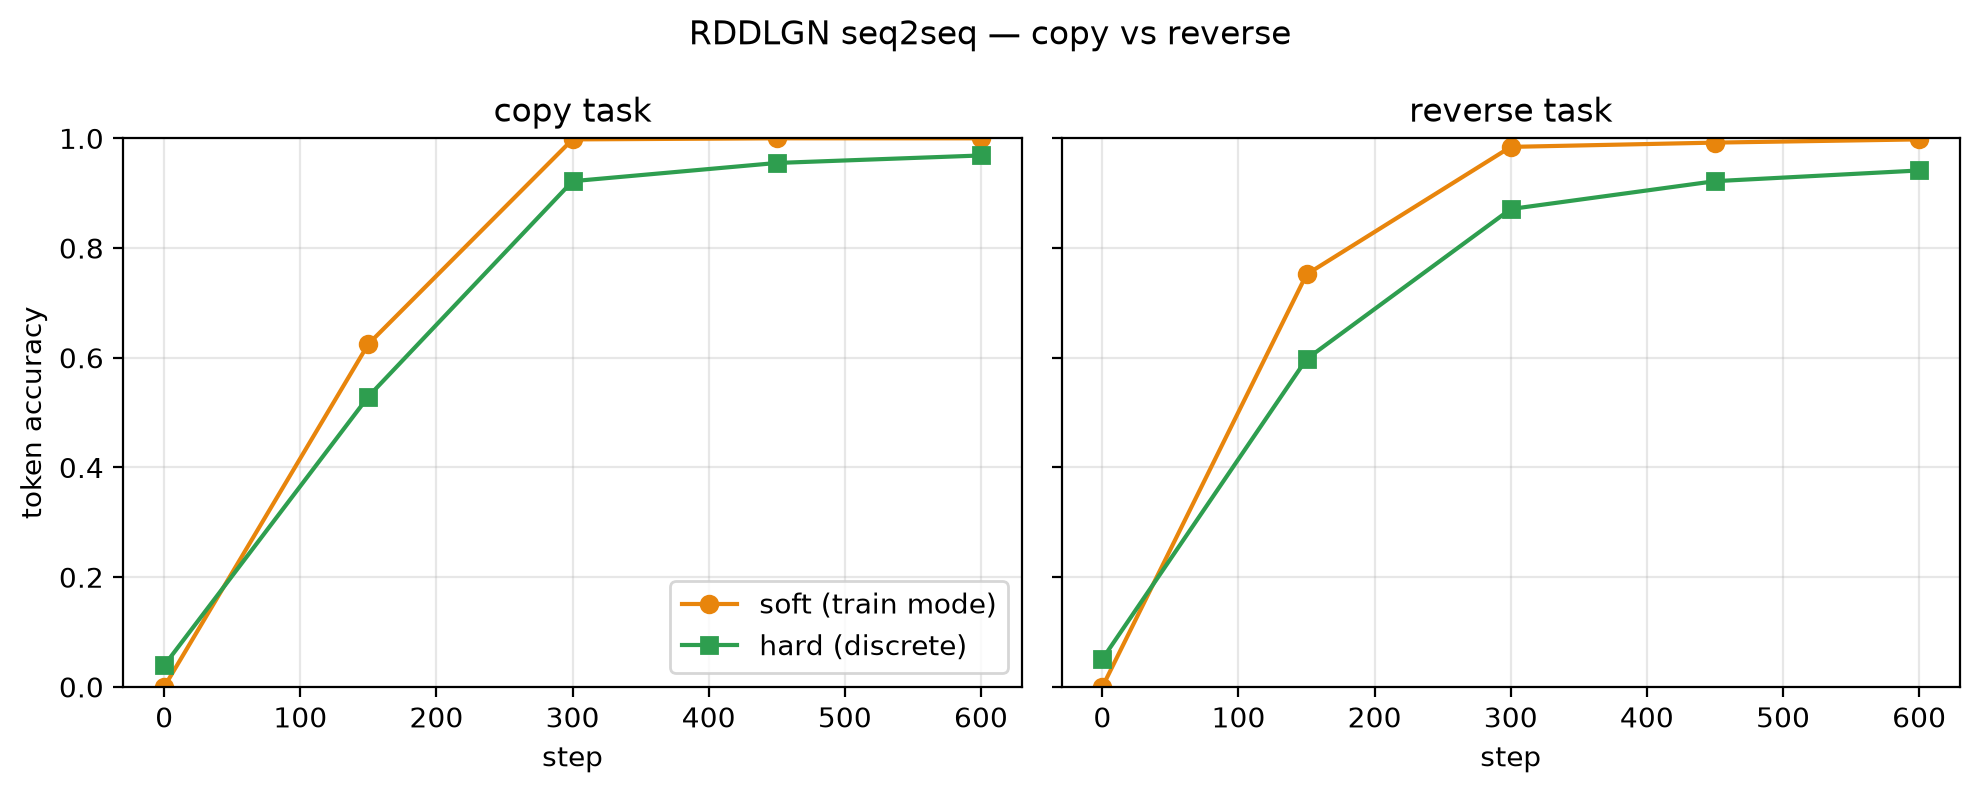 RDDLGN seq2seq — copy vs reverse
copy task
1.0
0.8
0.6
0.4
0.2
0.0
token accuracy
0 100 200 300 400 500 600
step
soft (train mode)
hard (discrete)
reverse task
0 100 200 300 400 500 600
step